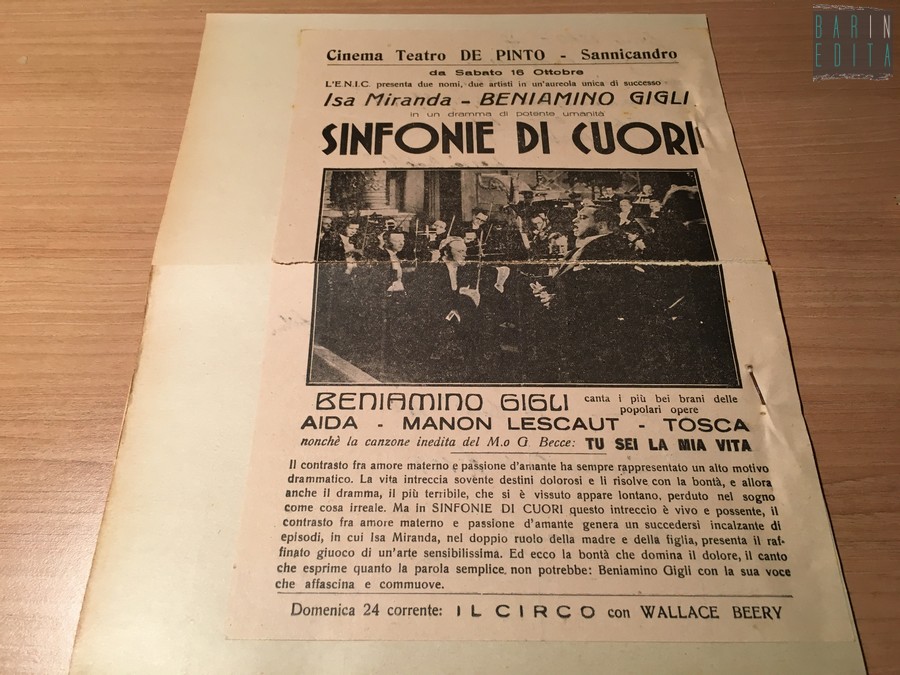 BARIN
EDITA
Cinema Teatro DE PINTO - Sannicandro
da Sabato 16 Ottobre
L'E.N.I.C presenta due nomi, due artisti in un'aureola unica di successo
Isa Miranda - BENIAMINO GIGLI
in un dramma di potente umanità
SINFONIE DI CUORI
BENIAMINO GIGLI canta i più bei brani delle
popolari opere
AIDA - MANON LESCAUT - TOSCA
nonchè la canzone inedita del M.o G. Becce: TU SEI LA MIA VITA
Il contrasto fra amore materno e passione d'amante ha sempre rappresentato un alto motivo
drammatico. La vita intreccia sovente destini dolorosi e li risolve con la bontà, e allora
anche il dramma, il più terribile, che si è vissuto appare lontano, perduto nel sogno
come cosa irreale. Ma in SINFONIE DI CUORI questo intreccio è vivo e possente, il
contrasto fra amore materno e passione d'amante genera un succedersi incalzante di
episodi, in cui Isa Miranda, nel doppio ruolo della madre e della figlia, presenta il raf-
finato giuoco di un'arte sensibilissima. Ed ecco la bontà che domina il dolore, il canto
che esprime quanto la parola semplice non potrebbe: Beniamino Gigli con la sua voce
che affascina e commuove.
Domenica 24 corrente: IL CIRCO con WALLACE BEERY